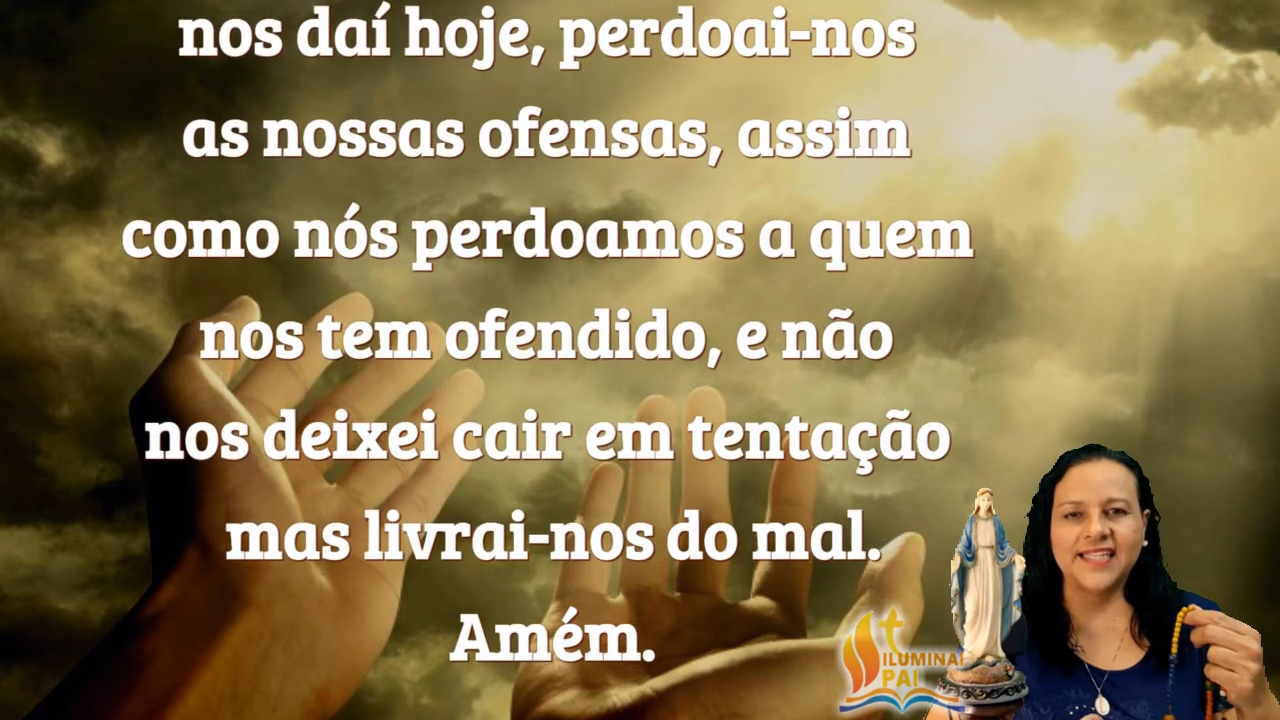 nos daí hoje, perdoai-nos
as nossas ofensas, assim
como nós perdoamos a quem
nos tem ofendido, e não
nos deixei cair em tentação
mas livrai-nos do mal.
Amém.
ILUMINAI
PAI